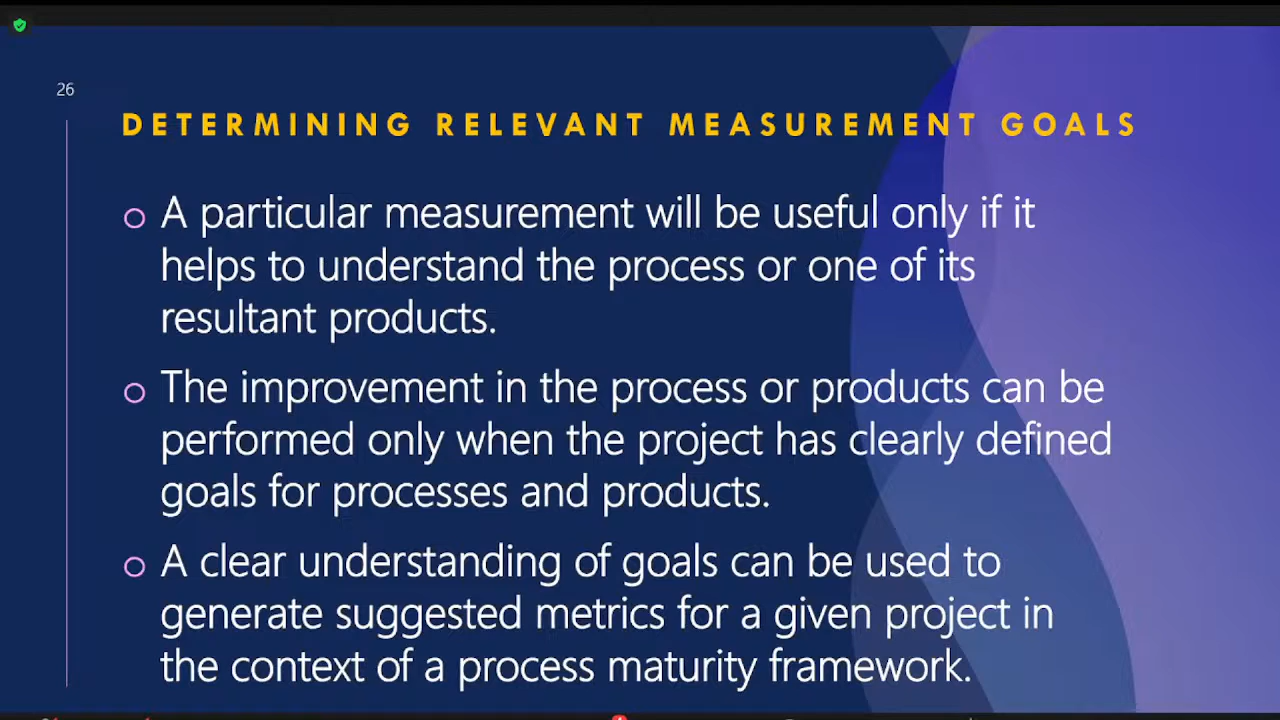 26
DETERMINING RELEVANT MEASUREMENT GOALS
A particular measurement will be useful only if it
helps to understand the process or one of its
resultant products.
The improvement in the process or products can be
performed only when the project has clearly defined
goals for processes and products.
A clear understanding of goals can be used to
generate suggested metrics for a given project in
the context of a process maturity framework.